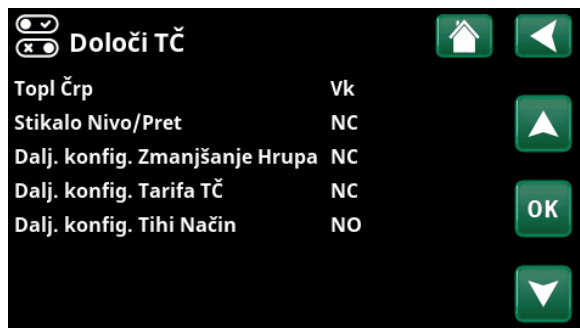 Določi TČ
Topl Črp Vk
Stikalo Nivo/Pret NC
Dalj. konfig. Zmanjšanje Hrupa NC
Dalj. konfig. Tarifa TČ NC
Dalj. konfig. Tihi Način NO
OK